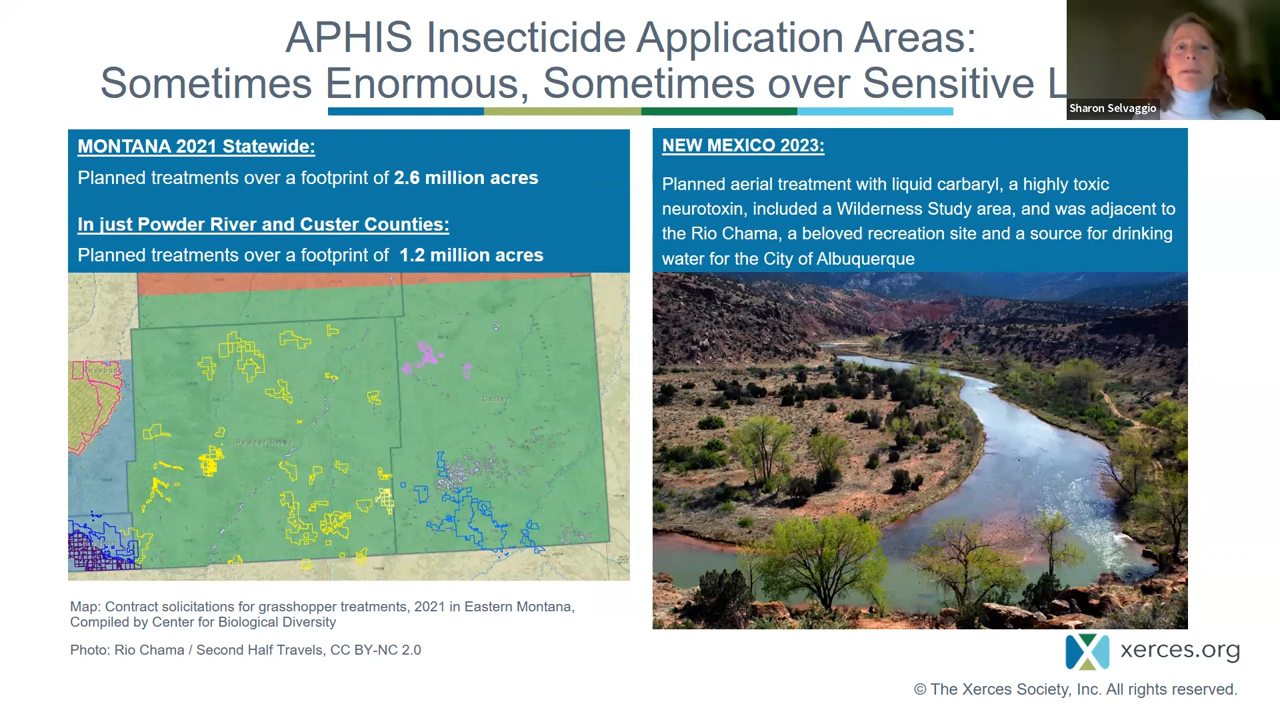 APHIS Insecticide Application Areas:
Sometimes Enormous, Sometimes over Sensitive L
Sharon Selvaggio
MONTANA 2021 Statewide:
Planned treatments over a footprint of 2.6 million acres
In just Powder River and Custer Counties:
Planned treatments over a footprint of 1.2 million acres
NEW MEXICO 2023:
Planned aerial treatment with liquid carbaryl, a highly toxic
neurotoxin, included a Wilderness Study area, and was adjacent to
the Rio Chama, a beloved recreation site and a source for drinking
water for the City of Albuquerque
Powder River
Carter
Map: Contract solicitations for grasshopper treatments, 2021 in Eastern Montana,
Compiled by Center for Biological Diversity
Photo: Rio Chama / Second Half Travels, CC BY-NC 2.0
xerces.org
© The Xerces Society, Inc. All rights reserved.